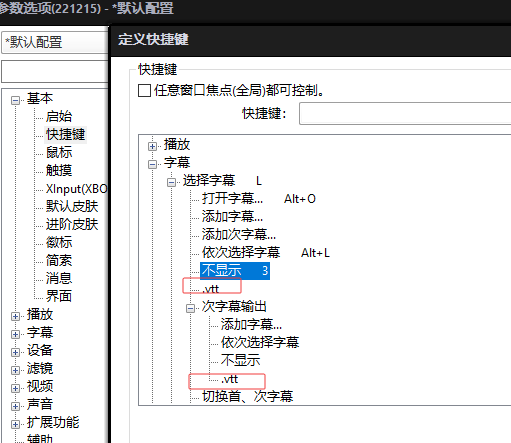 参数选项(221215) - *默认配置
*默认配置
基本
启始
快捷键
鼠标
触摸
XInput(XBO
默认皮肤
进阶皮肤
徽标
简索
消息
界面
播放
字幕
设备
滤镜
视频
声音
扩展功能
辅助
定义快捷键
快捷键
任意窗口焦点(全局)都可控制。
快捷键:
播放
字幕
选择字幕 L
打开字幕... Alt+O
添加字幕...
添加次字幕...
依次选择字幕 Alt+L
不显示 3
.vtt
次字幕输出
添加字幕...
依次选择字幕
不显示
.vtt
切换首、次字幕